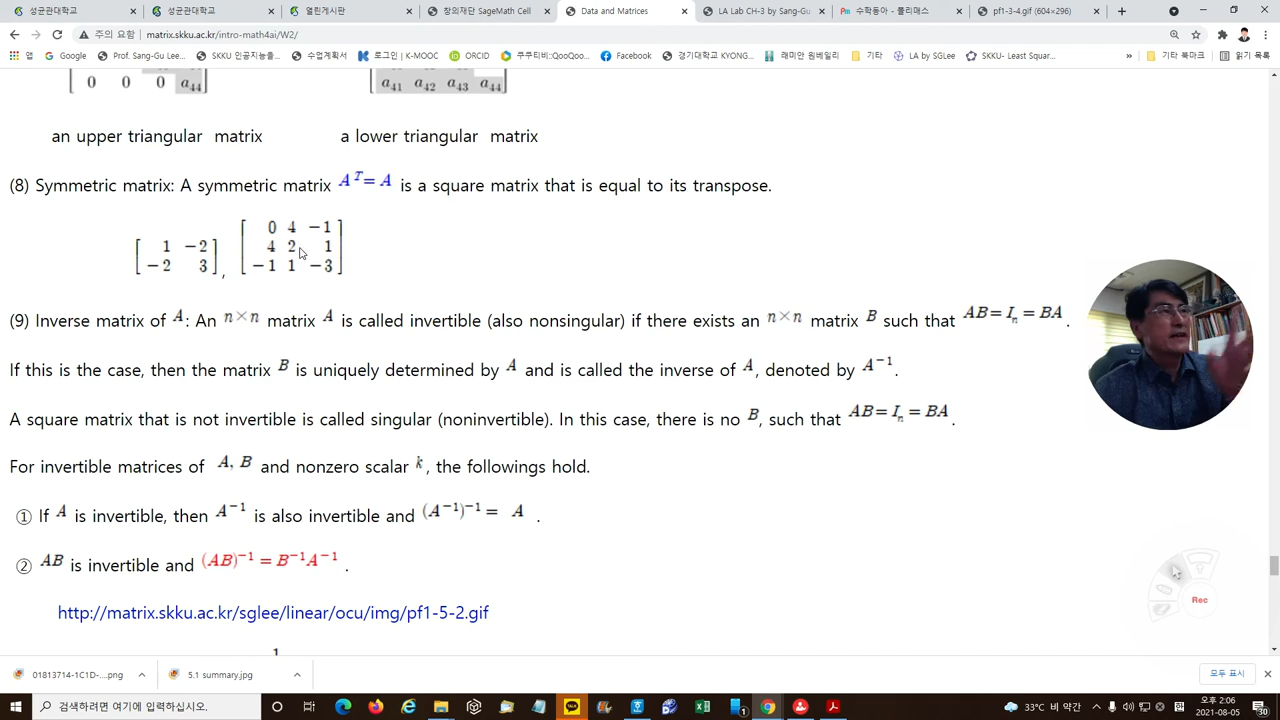 성균관대학교
성균관대학교
열린게시판
창의재단 SageMath Cell
Data and Matrices
LA Lab CH-3 by Sang-Gu
수학동아 - 폴리매스
pf1-3-4.gif (604×296)
주의 요함 | matrix.skku.ac.kr/intro-math4ai/W2/
앱 Google Prof. Sang-Gu Lee... SKKU 인공지능을... 수업계획서 로그인 | K-MOOC ORCID 쿠쿠티비::QooQoo... Facebook 경기대학교 KYONG... 래미안 원베일리 기타 LA by SGLee SKKU- Least Squar... » 기타 북마크 읽기 목록
0 0 0 a44
a41 a42 a43 a44
an upper triangular matrix a lower triangular matrix
(8) Symmetric matrix: A symmetric matrix A^T = A is a square matrix that is equal to its transpose.
0 4 −1
1 −2 4 2 1
−2 3 , −1 1 −3
(9) Inverse matrix of A: An n×n matrix A is called invertible (also nonsingular) if there exists an n×n matrix B such that AB = I_n = BA .
If this is the case, then the matrix B is uniquely determined by A and is called the inverse of A, denoted by A^−1.
A square matrix that is not invertible is called singular (noninvertible). In this case, there is no B, such that AB = I_n = BA.
For invertible matrices of A, B and nonzero scalar k, the followings hold.
① If A is invertible, then A^−1 is also invertible and (A^−1)^−1 = A .
② AB is invertible and (AB)^−1 = B^−1A^−1 .
http://matrix.skku.ac.kr/sglee/linear/ocu/img/pf1-5-2.gif
1
Rec
01813714-1C1D-....png
5.1 summary.jpg
모두 표시
검색하려면 여기에 입력하십시오.
TALK
33°C 비 약간
오후 2:06
2021-08-05
30